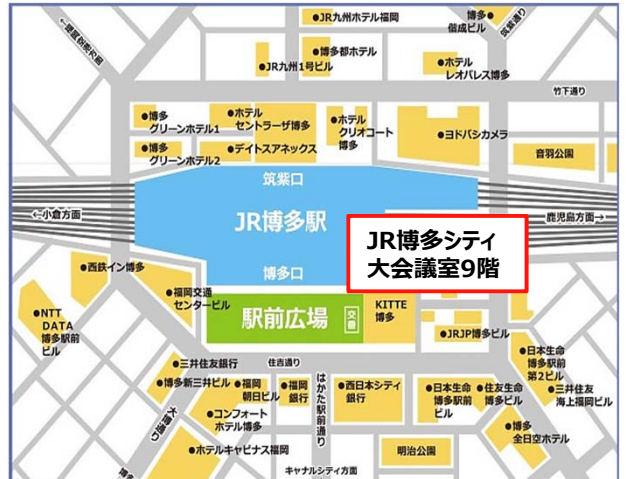 ●JR九州ホテル福岡
博多●
偕成ビル
筑紫通り
←福岡空港方面
●JR九州1号ビル
●博多都ホテル
●ホテル
レオパレス博多
竹下通り
●博多
グリーンホテル1
●ホテル
セントラーザ博多
●ホテル
クリオコート
博多
●ヨドバシカメラ
●博多
グリーンホテル2
●デイトスアネックス
音羽公園
筑紫口
←小倉方面
JR博多駅
鹿児島方面→
JR博多シティ
大会議室9階
博多口
●西鉄イン博多
●福岡交通
センタービル
駅前広場
交番
KITTE
博多
●NTT
DATA
博多駅前
ビル
●JRJP博多ビル
●三井住友銀行
住吉通り
●日本生命
博多駅前
第2ビル
●博多新三井ビル
●福岡
朝日ビル
●福岡
銀行
はかた駅前通り
●西日本シティ
銀行
●日本生命
博多駅前
ビル
●住友生命
博多ビル
●三井住友
海上福岡ビル
大博通り
●コンフォート
ホテル博多
●博多
全日空ホテル
●ホテルキャビナス福岡
明治公園
キャナルシティ方面